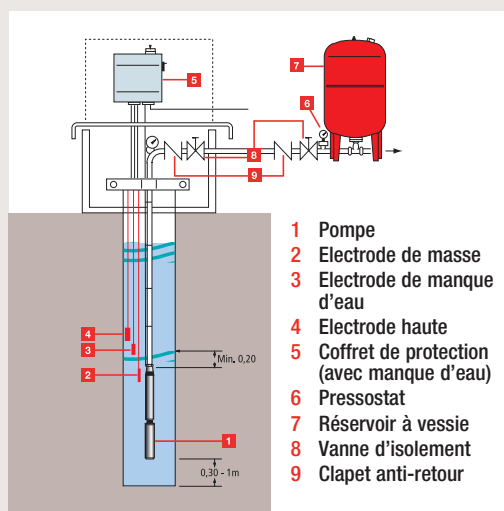 5
7
6
8
9
4
3
2
1
Min. 0,20
0,30 - 1m
1 Pompe
2 Electrode de masse
3 Electrode de manque
d'eau
4 Electrode haute
5 Coffret de protection
(avec manque d'eau)
6 Pressostat
7 Réservoir à vessie
8 Vanne d'isolement
9 Clapet anti-retour